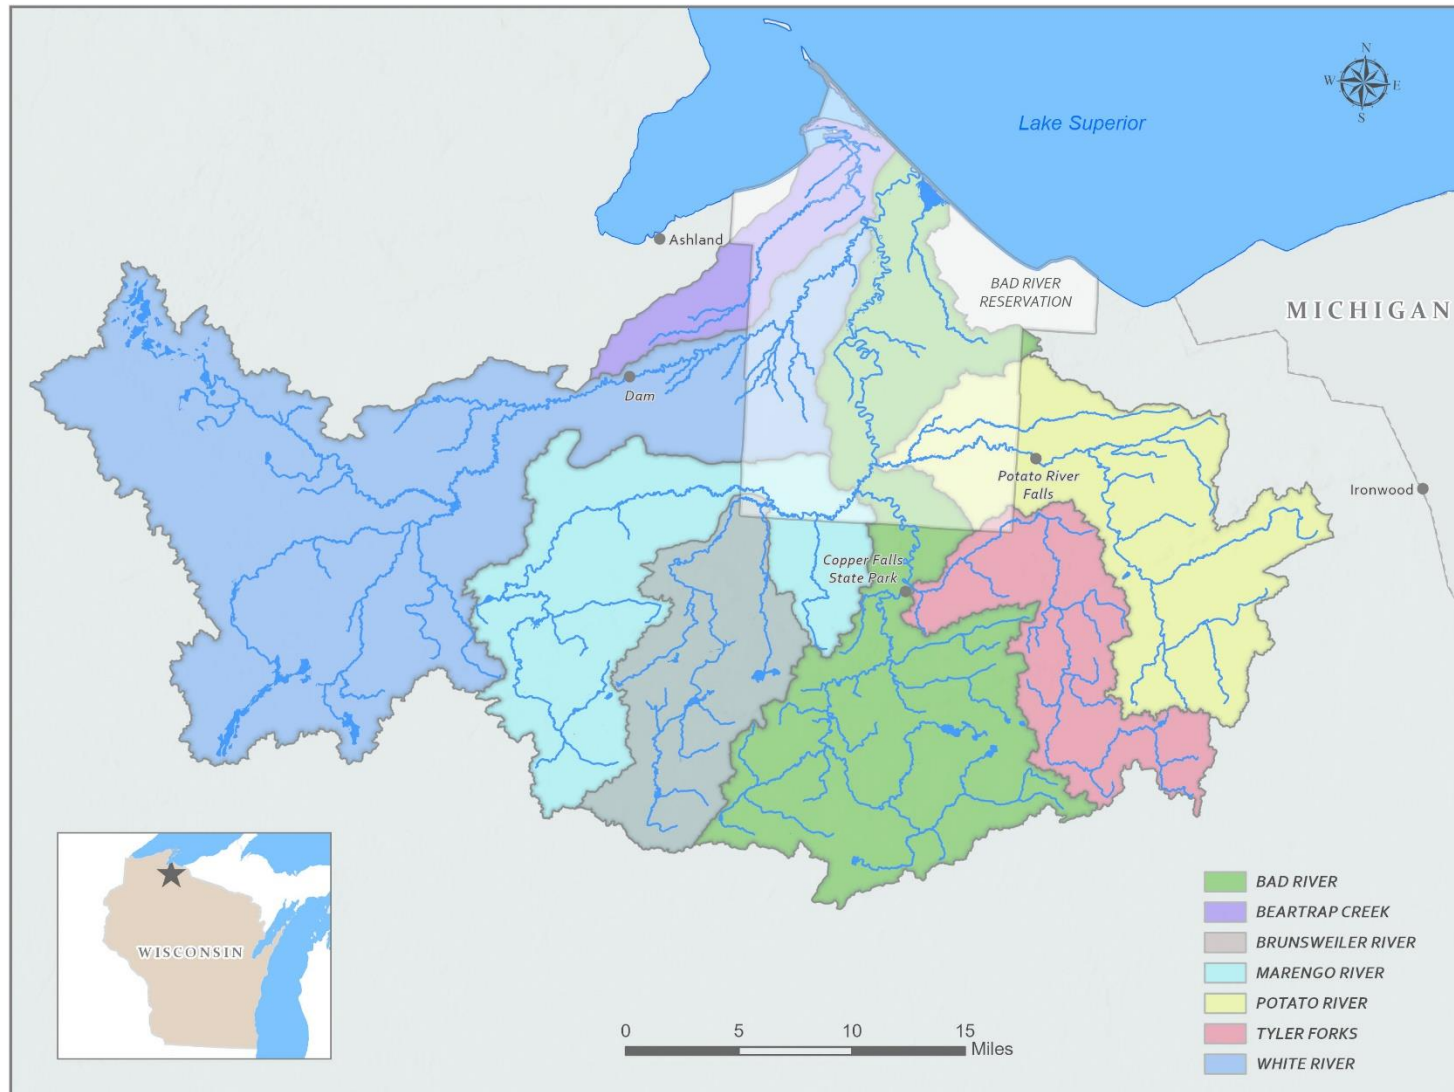 N
W E
S
Lake Superior
Ashland
BAD RIVER
RESERVATION
MICHIGAN
Dam
Potato River
Falls
Ironwood
Copper Falls
State Park
WISCONSIN
BAD RIVER
BEARTRAP CREEK
BRUNSWEILER RIVER
MARENGO RIVER
POTATO RIVER
TYLER FORKS
WHITE RIVER
0 5 10 15
Miles